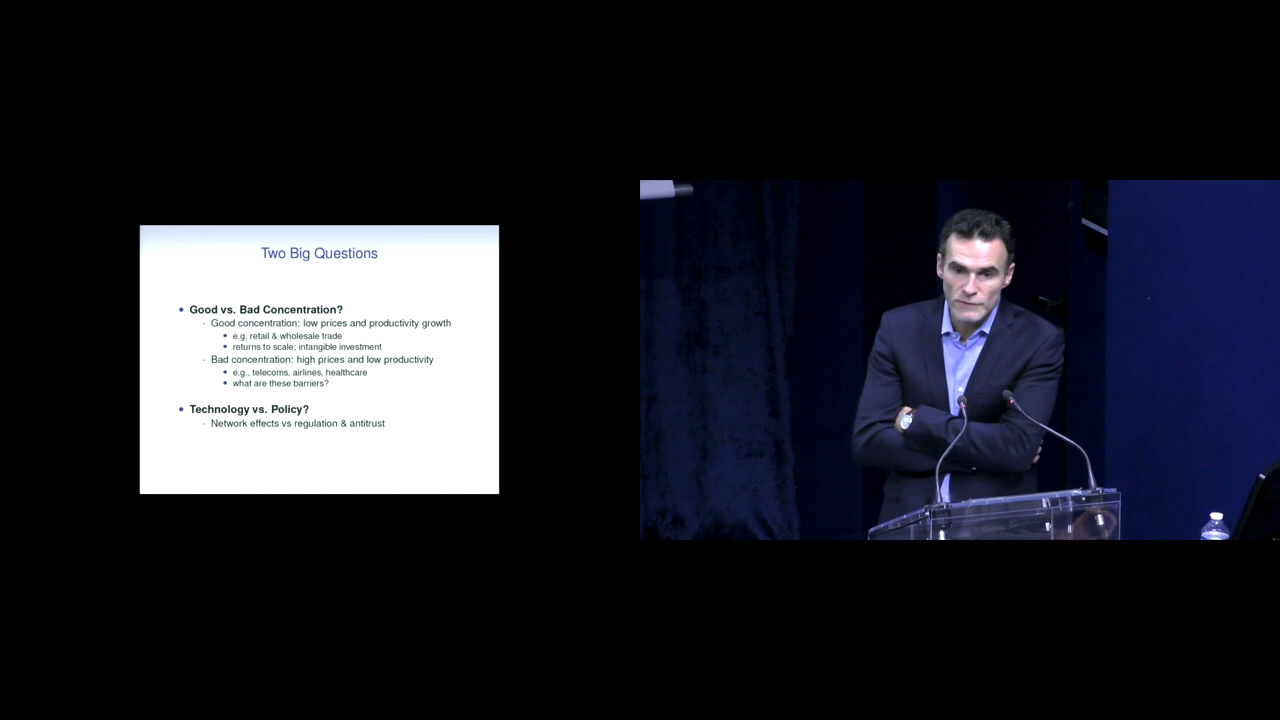 Two Big Questions
• Good vs. Bad Concentration?
- Good concentration: low prices and productivity growth
• e.g, retail & wholesale trade
• returns to scale; intangible investment
- Bad concentration: high prices and low productivity
• e.g., telecoms, airlines, healthcare
• what are these barriers?
• Technology vs. Policy?
- Network effects vs regulation & antitrust